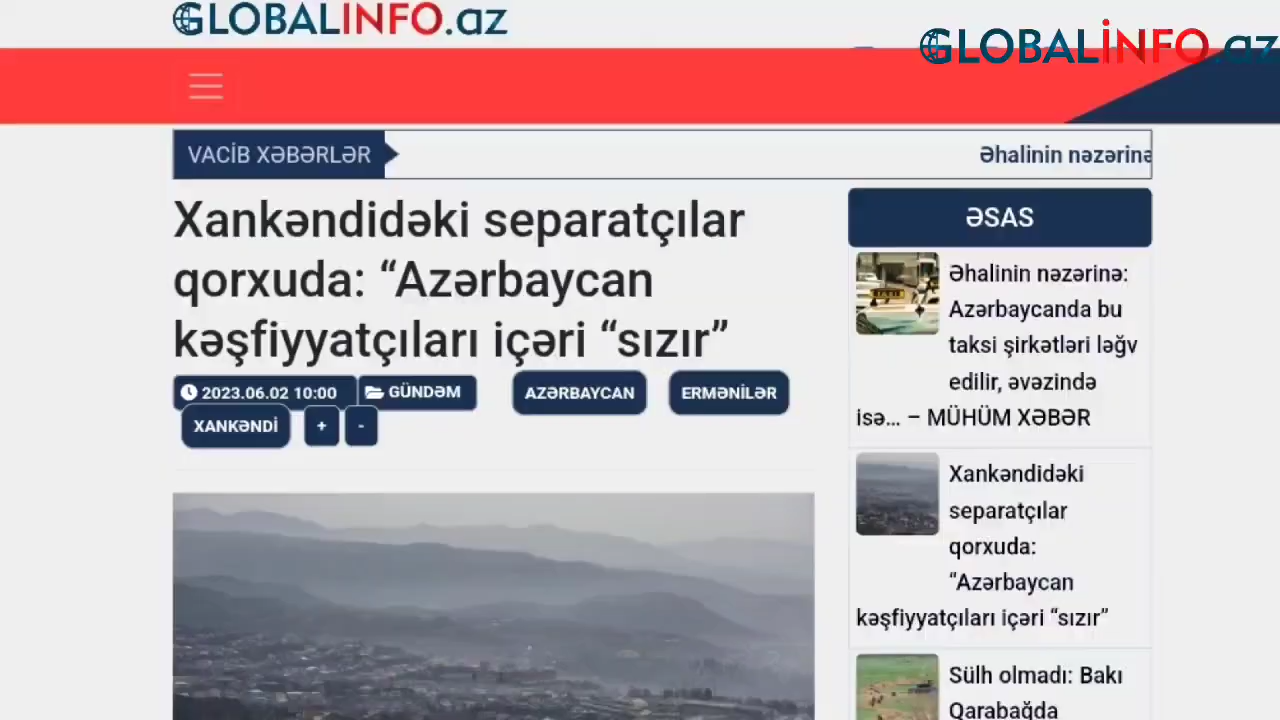 GLOBALINFO.az
GLOBALİNFO.az
VACİB XƏBƏRLƏR
Əhalinin nəzərinə
Xankəndidəki separatçılar
qorxuda: “Azərbaycan
kəşfiyyatçıları içəri “sızır”
2023.06.02 10:00
GÜNDƏM
AZƏRBAYCAN
ERMƏNİLƏR
XANKƏNDİ
+
-
ƏSAS
Əhalinin nəzərinə:
Azərbaycanda bu
taksi şirkətləri ləğv
edilir, əvəzində
isə... – MÜHÜM XƏBƏR
Xankəndidəki
separatçılar
qorxuda:
“Azərbaycan
kəşfiyyatçıları içəri “sızır”
Sülh olmadı: Bakı
Qarabağda